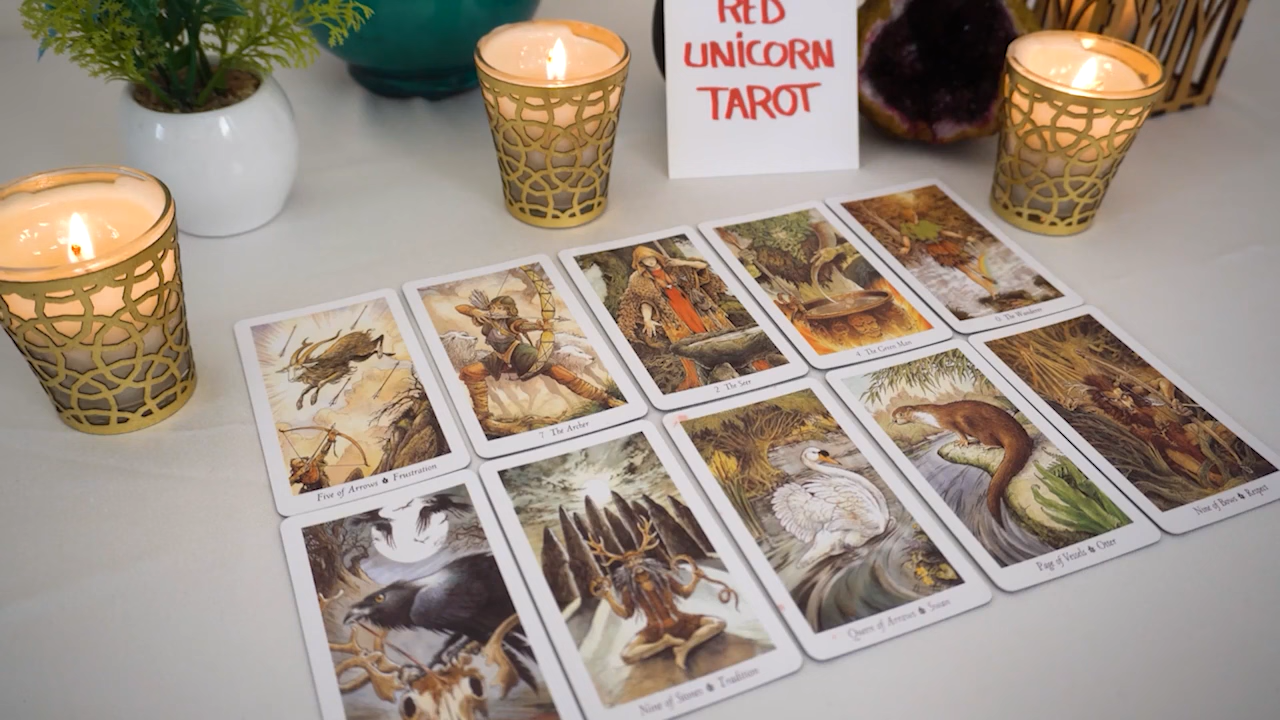 RED
UNiCORN
TAROT
0 The Wanderer
4 The Green Man
2 The Seer
7 The Archer
Five of Arrows Frustration
Nine of Bows Respect
Page of Vessels Otter
Queen of Arrows Swan
Nine of Stones Tradition